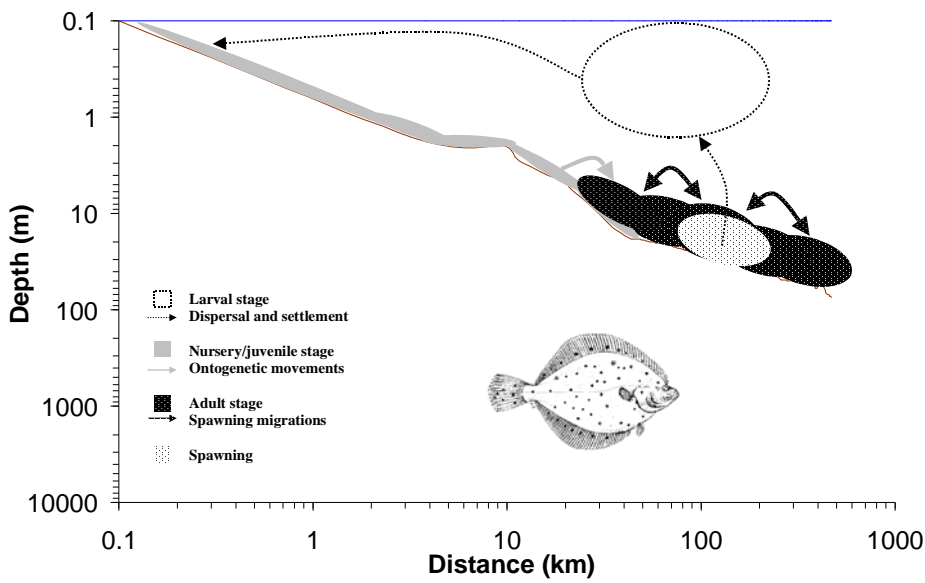 0.1
1
10
100
1000
10000
Depth (m)
Larval stage
Dispersal and settlement
Nursery/juvenile stage
Ontogenetic movements
Adult stage
Spawning migrations
Spawning
0.1
1
10
100
1000
Distance (km)